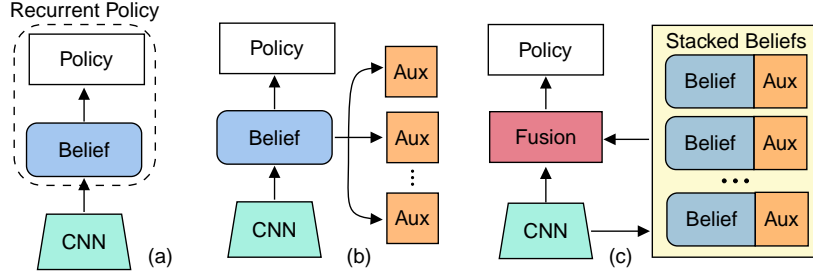 Recurrent Policy
Policy
Belief
CNN
(a)
Policy
Belief
CNN
Aux
Aux
Aux
(b)
Policy
Fusion
CNN
(c)
Stacked Beliefs
Belief Aux
Belief Aux
Belief Aux